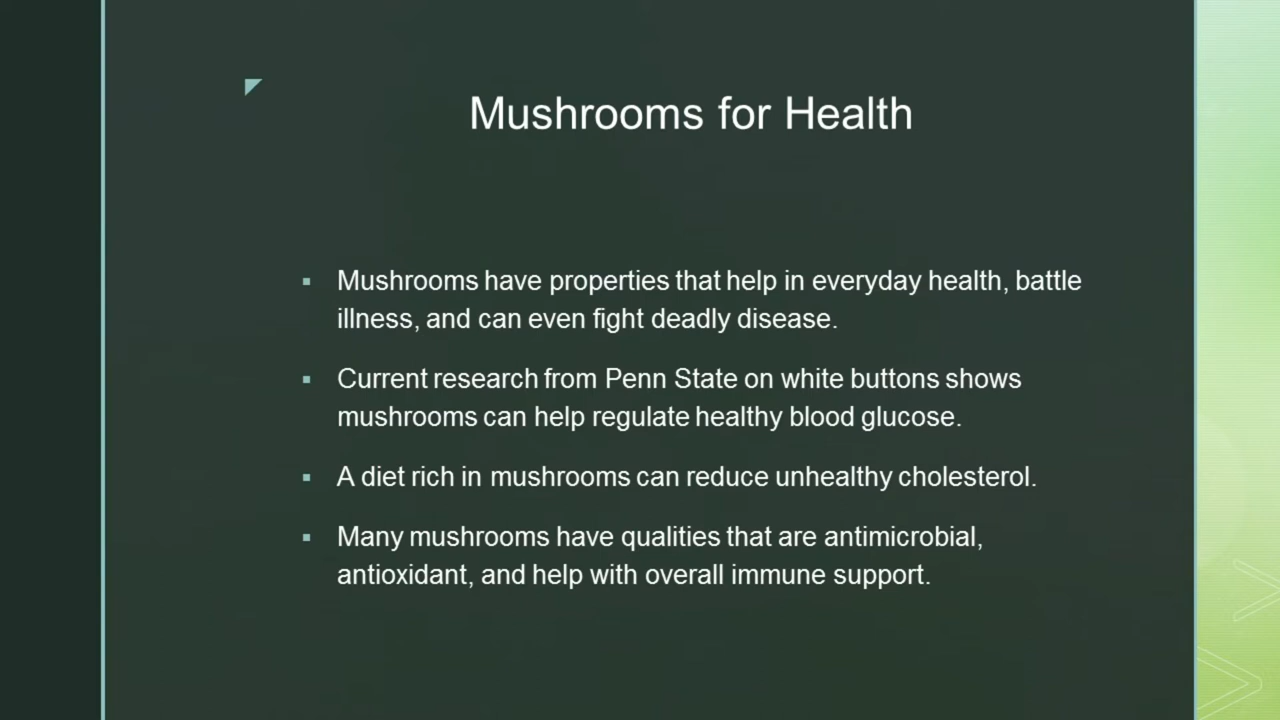 Mushrooms for Health
▪ Mushrooms have properties that help in everyday health, battle
illness, and can even fight deadly disease.
▪ Current research from Penn State on white buttons shows
mushrooms can help regulate healthy blood glucose.
▪ A diet rich in mushrooms can reduce unhealthy cholesterol.
▪ Many mushrooms have qualities that are antimicrobial,
antioxidant, and help with overall immune support.